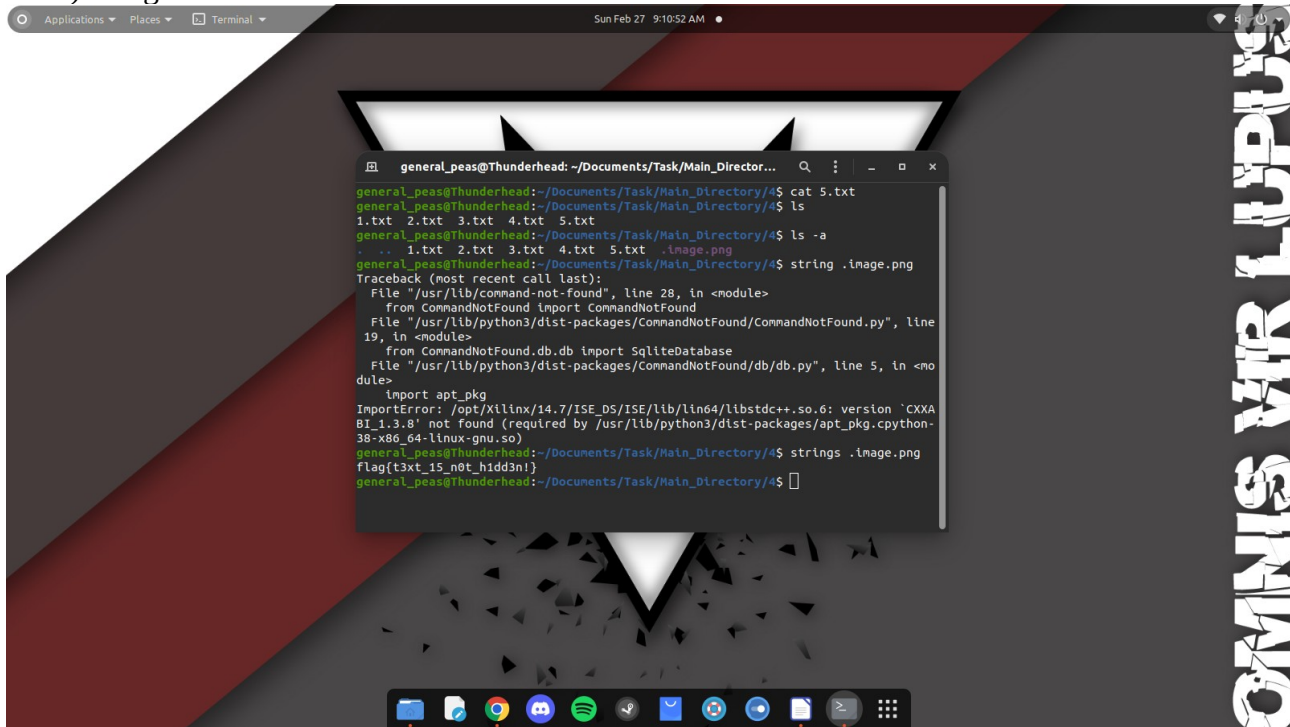 Applications Places Terminal Sun Feb 27 9:10:52 AM
general_peas@Thunderhead: ~/Documents/Task/Main_Director...
general_peas@Thunderhead:~/Documents/Task/Main_Directory/4$ cat 5.txt
general_peas@Thunderhead:~/Documents/Task/Main_Directory/4$ ls
1.txt 2.txt 3.txt 4.txt 5.txt
general_peas@Thunderhead:~/Documents/Task/Main_Directory/4$ ls -a
. .. 1.txt 2.txt 3.txt 4.txt 5.txt .image.png
general_peas@Thunderhead:~/Documents/Task/Main_Directory/4$ string .image.png
Traceback (most recent call last):
File "/usr/lib/command-not-found", line 28, in <module>
from CommandNotFound import CommandNotFound
File "/usr/lib/python3/dist-packages/CommandNotFound/CommandNotFound.py", line
19, in <module>
from CommandNotFound.db.db import SqliteDatabase
File "/usr/lib/python3/dist-packages/CommandNotFound/db/db.py", line 5, in <mo
dule>
import apt_pkg
ImportError: /opt/Xilinx/14.7/ISE_DS/ISE/lib/lin64/libstdc++.so.6: version `CXXA
BI_1.3.8' not found (required by /usr/lib/python3/dist-packages/apt_pkg.cpython-
38-x86_64-linux-gnu.so)
general_peas@Thunderhead:~/Documents/Task/Main_Directory/4$ strings .image.png
flag{t3xt_15_n0t_h1dd3n!}
general_peas@Thunderhead:~/Documents/Task/Main_Directory/4$
OMNIS VIR LUPUS